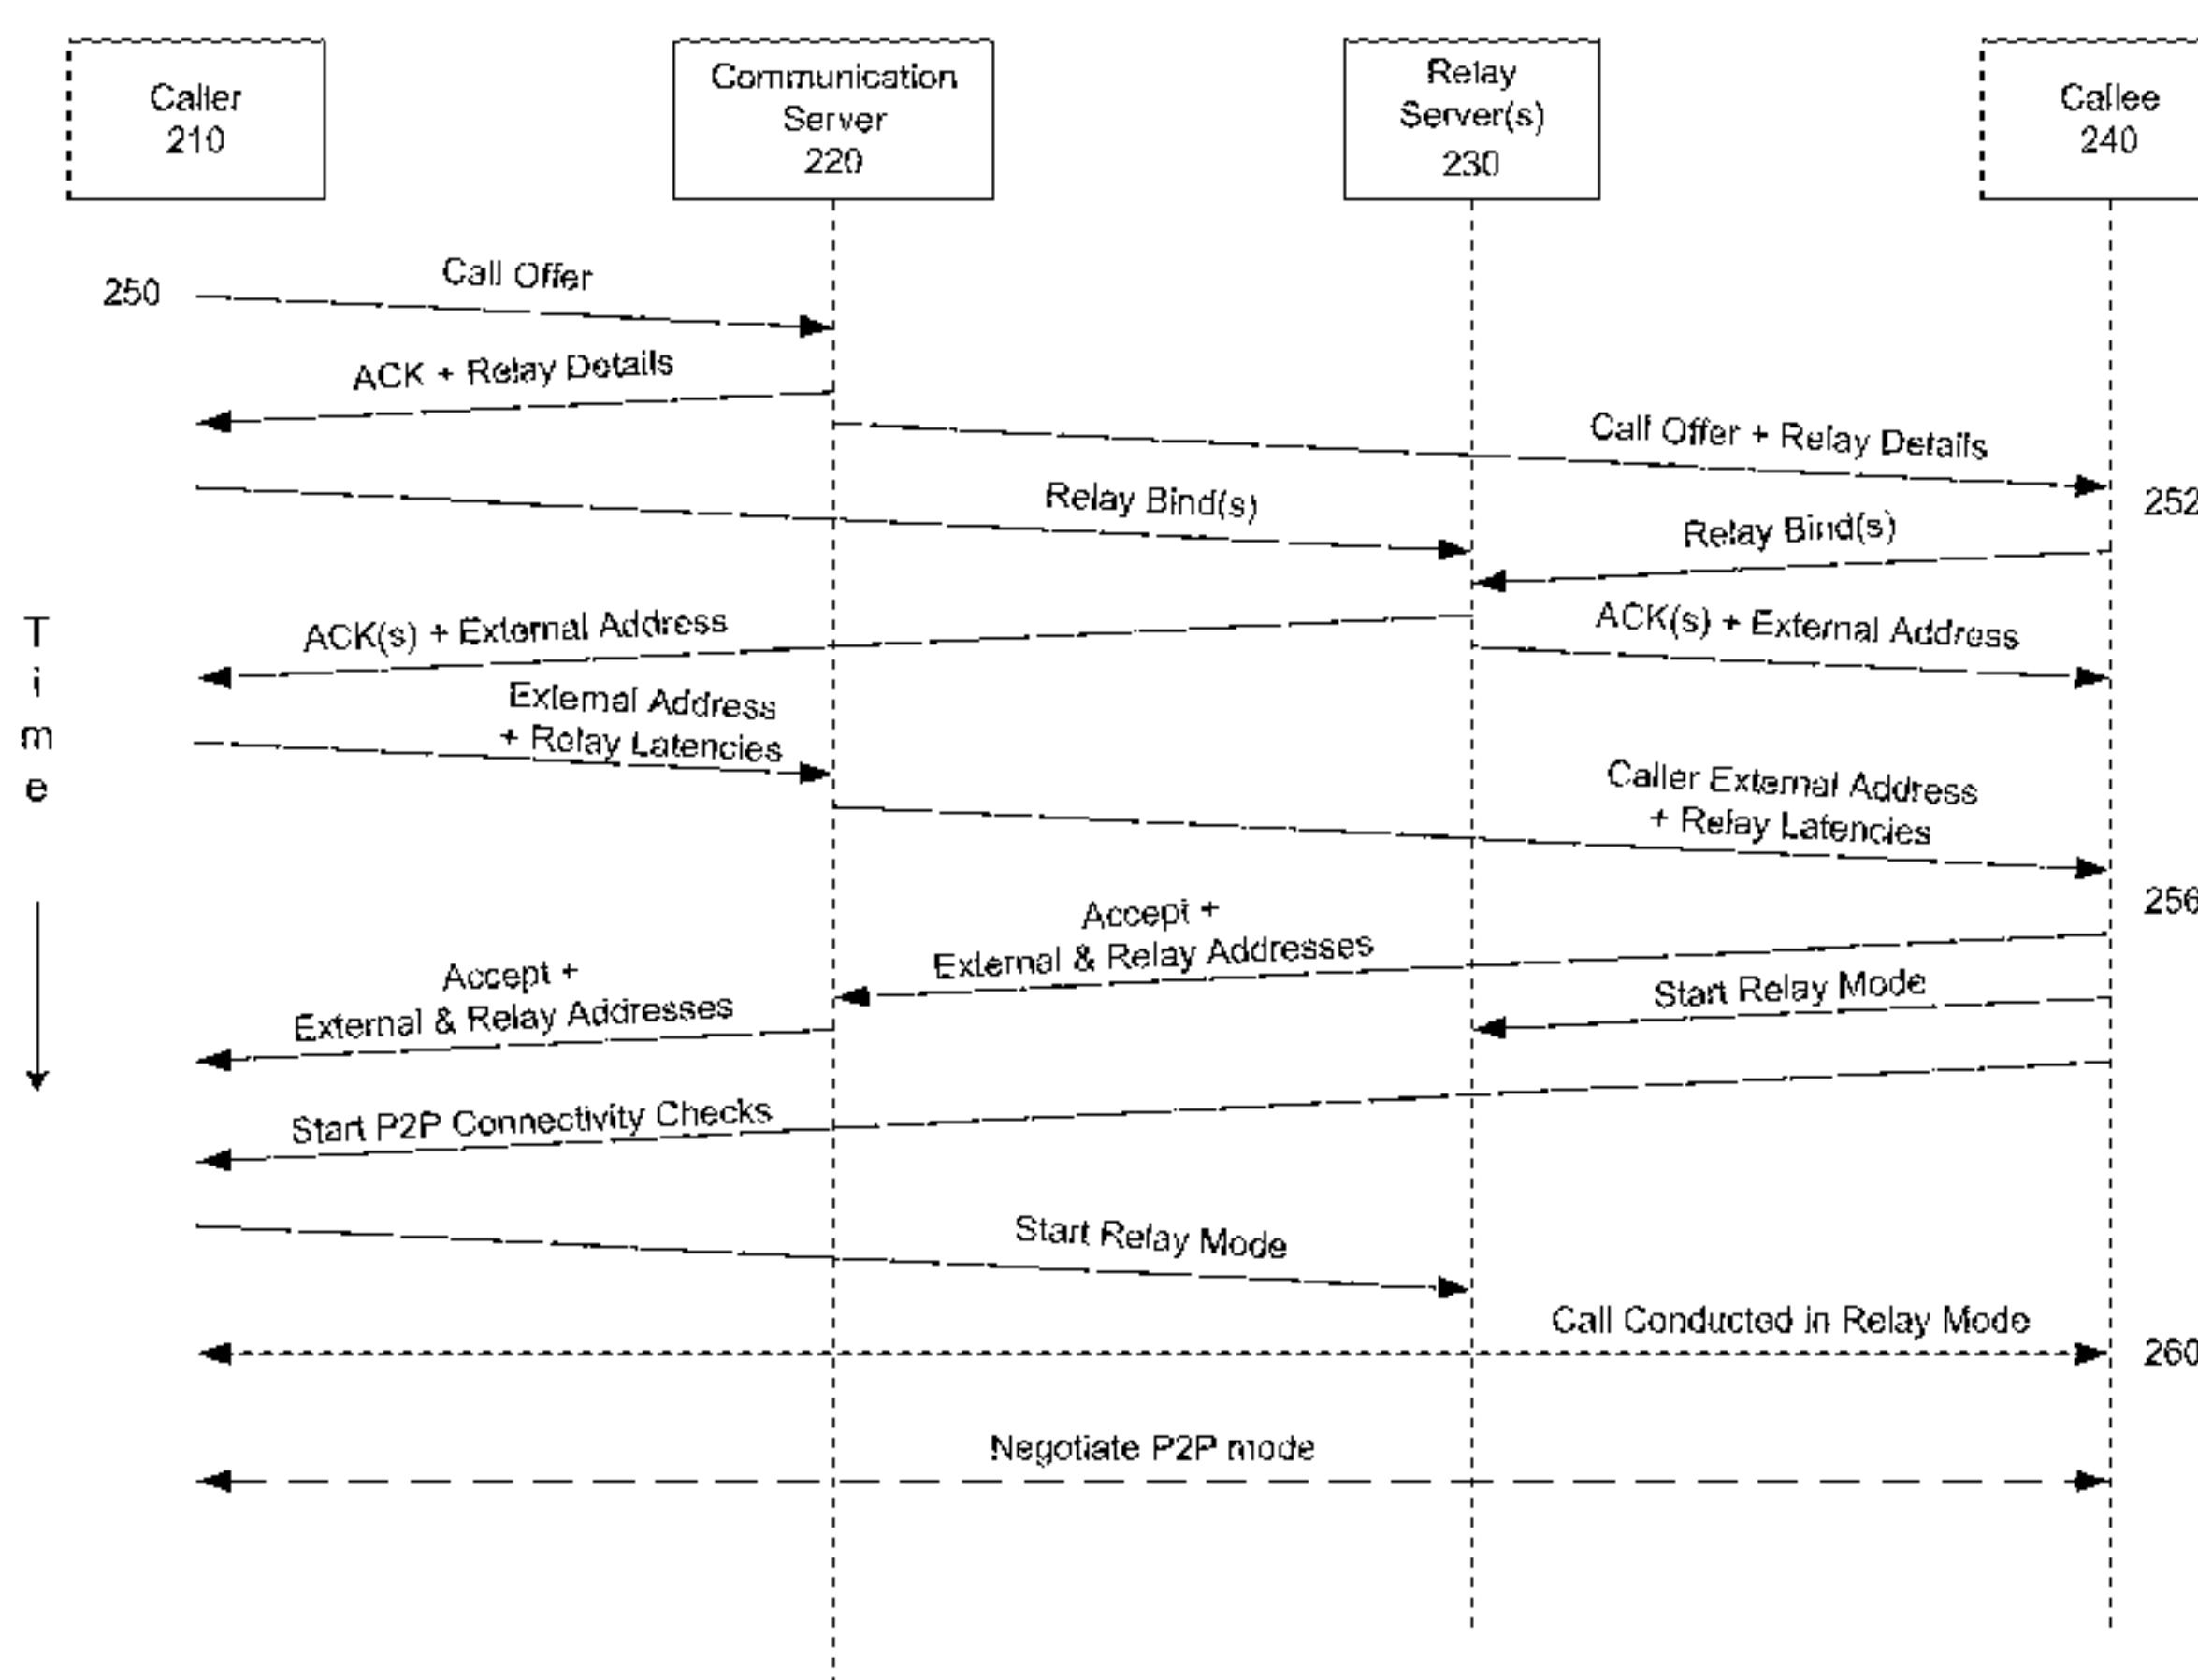 Caller
210
Communication
Server
220
Relay
Server(s)
230
Callee
240
250
Call Offer
ACK + Relay Details
Call Offer + Relay Details
252
Relay Bind(s)
Relay Bind(s)
ACK(s) + External Address
ACK(s) + External Address
Time
External Address
+ Relay Latencies
Caller External Address
+ Relay Latencies
256
Accept +
External & Relay Addresses
Accept +
External & Relay Addresses
Start Relay Mode
Start P2P Connectivity Checks
Start Relay Mode
Call Conducted in Relay Mode
260
Negotiate P2P mode